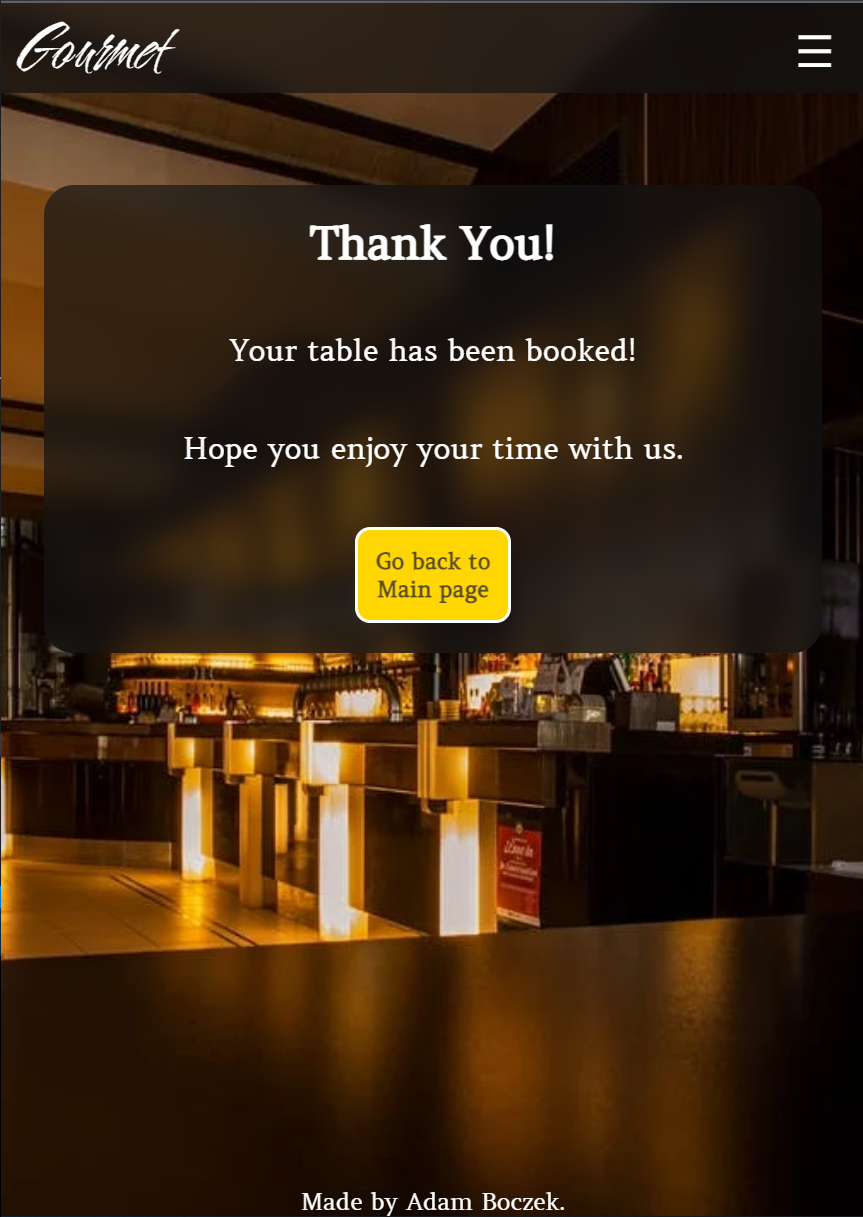 Gourmet
Thank You!
Your table has been booked!
Hope you enjoy your time with us.
Go back to
Main page
Made by Adam Boczek.